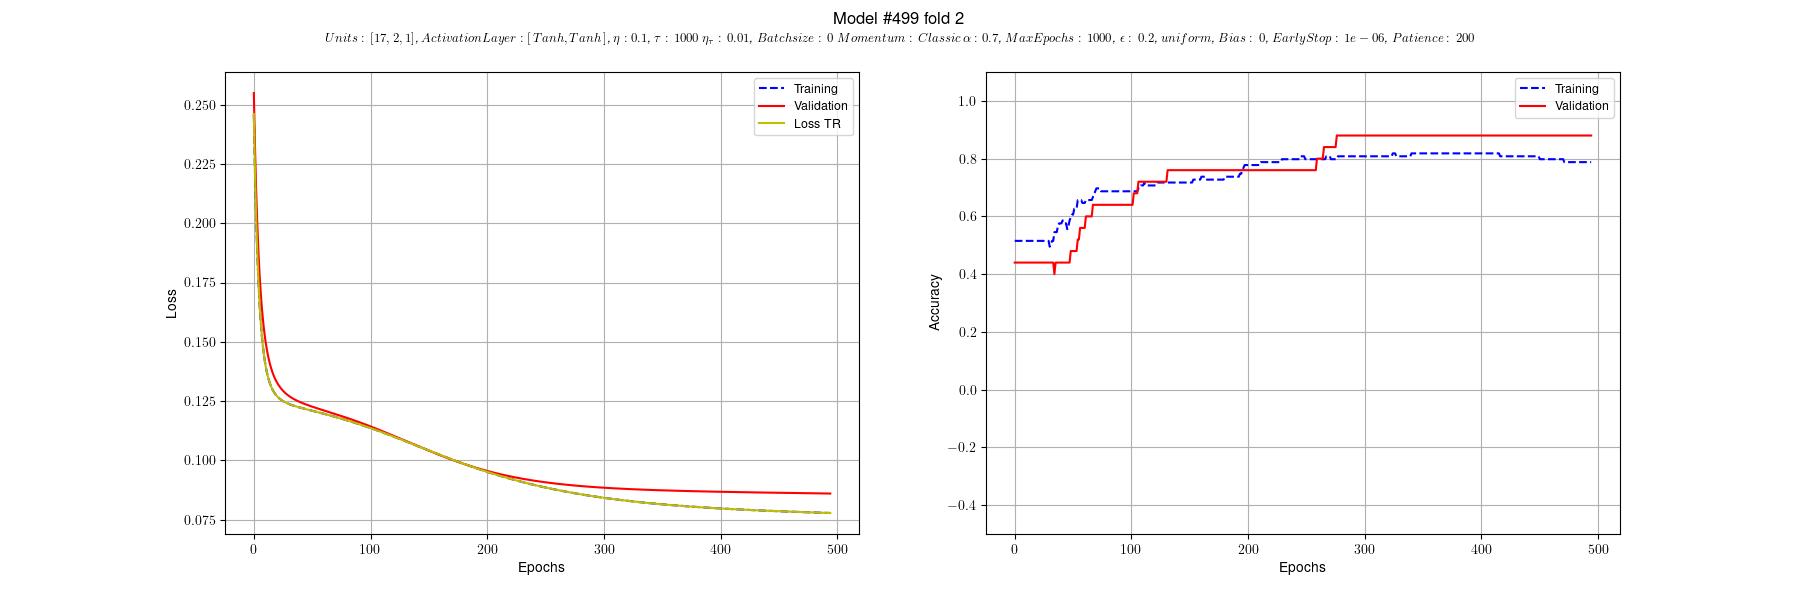 Model #499 fold 2
Units : [17, 2, 1], ActivationLayer : [Tanh, Tanh], η : 0.1, τ : 1000 ητ : 0.01, Batchsize : 0 Momentum : Classic α : 0.7, MaxEpochs : 1000, ϵ : 0.2, uniform, Bias : 0, EarlyStop : 1e − 06, Patience : 200
Training
Validation
Loss TR
0.250
0.225
0.200
0.175
0.150
0.125
0.100
0.075
Loss
0 100 200 300 400 500
Epochs
Training
Validation
1.0
0.8
0.6
0.4
0.2
0.0
−0.2
−0.4
Accuracy
0 100 200 300 400 500
Epochs